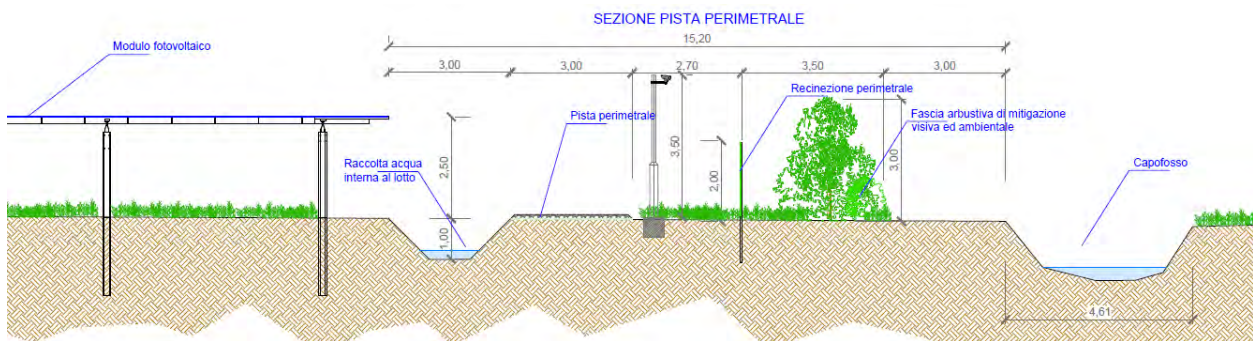 SEZIONE PISTA PERIMETRALE
15,20
Modulo fotovoltaico
3,00
3,00
2,70
3,50
3,00
Recinezione perimetrale
Pista perimetrale
Fascia arbustiva di mitigazione
visiva ed ambientale
Raccolta acqua
interna al lotto
Capofosso
2,50
3,50
2,00
3,00
1,00
4,61